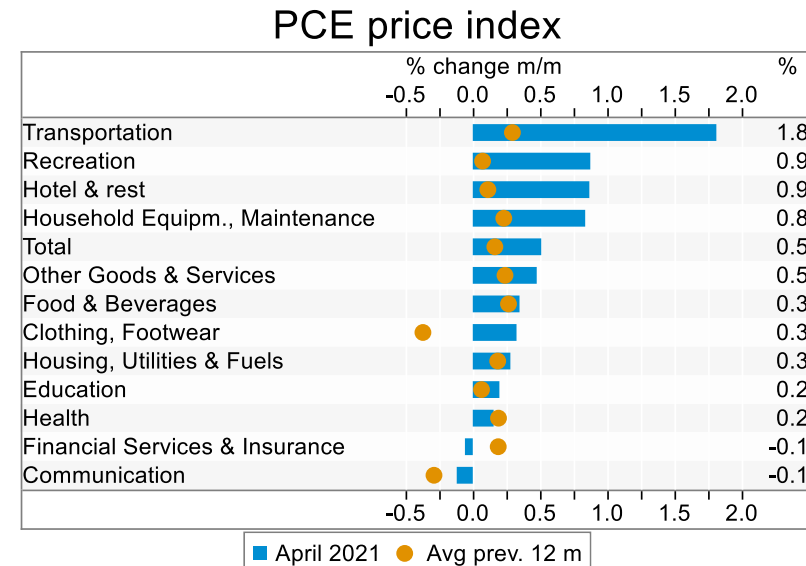 PCE price index
% change m/m %
-0.5 0.0 0.5 1.0 1.5 2.0
Transportation 1.8
Recreation 0.9
Hotel & rest 0.9
Household Equipm., Maintenance 0.8
Total 0.5
Other Goods & Services 0.5
Food & Beverages 0.3
Clothing, Footwear 0.3
Housing, Utilities & Fuels 0.3
Education 0.2
Health 0.2
Financial Services & Insurance -0.1
Communication -0.1
-0.5 0.0 0.5 1.0 1.5 2.0
April 2021 Avg prev. 12 m